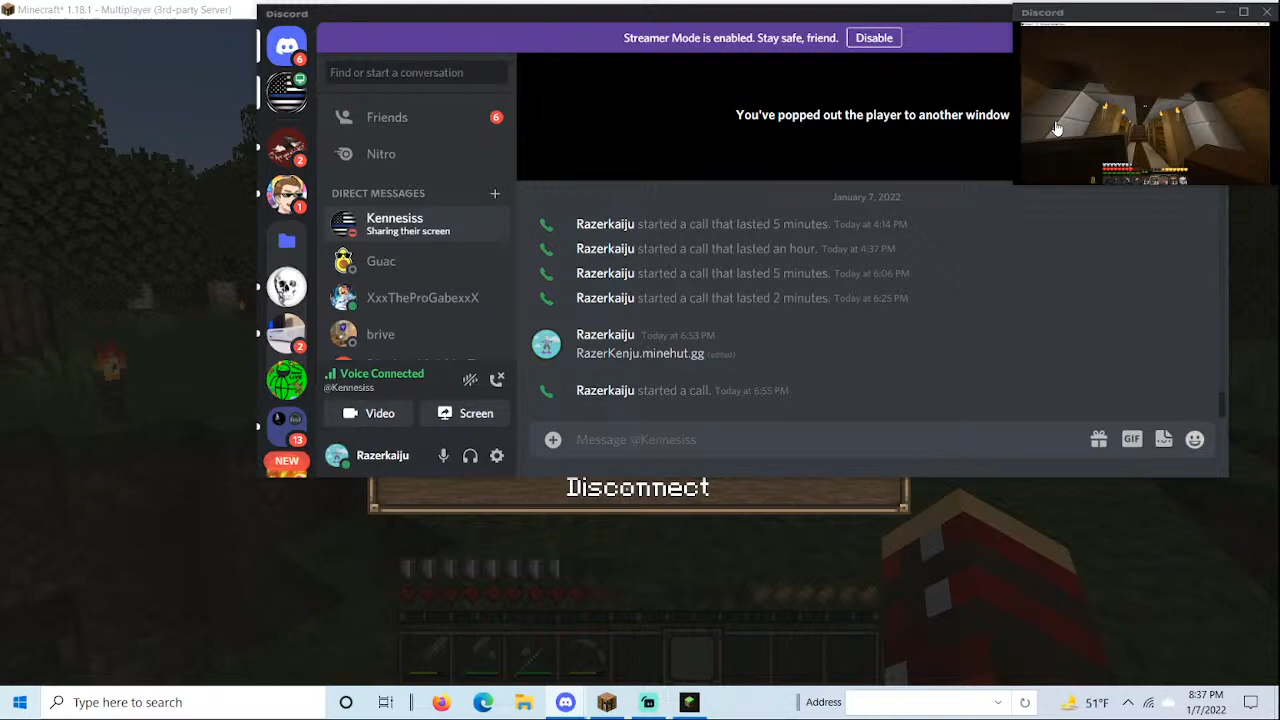 Minecraft* 1.18.1 - Multiplayer (3rd-party Server)
Discord
Discord
Streamer Mode is enabled. Stay safe, friend.
Disable
6
Find or start a conversation
You've popped out the player to another window
Friends
6
2
Nitro
1
DIRECT MESSAGES
Kennesiss
Sharing their screen
Guac
XxxTheProGabexxX
2
brive
January 7, 2022
Razerkaiju started a call that lasted 5 minutes. Today at 4:14 PM
Razerkaiju started a call that lasted an hour. Today at 4:37 PM
Razerkaiju started a call that lasted 5 minutes. Today at 6:06 PM
Razerkaiju started a call that lasted 2 minutes. Today at 6:25 PM
Razerkaiju Today at 6:53 PM
RazerKenju.minehut.gg (edited)
Razerkaiju started a call. Today at 6:55 PM
Voice Connected
@Kennesiss
Video
Screen
13
NEW
Razerkaiju
Message @Kennesiss
GIF
Disconnect
Type here to search
Address
51°F
8:37 PM
1/7/2022